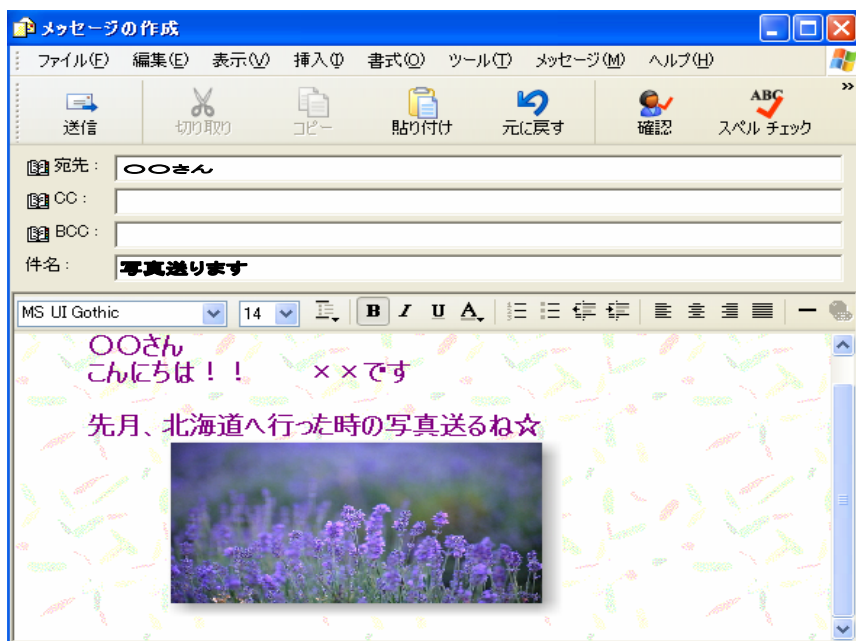 メッセージの作成
ファイル(F) 編集(E) 表示(V) 挿入(I) 書式(O) ツール(T) メッセージ(M) ヘルプ(H)
ABC
送信 切り取り コピー 貼り付け 元に戻す 確認 スペル チェック
宛先: 〇〇さん
CC:
BCC:
件名: 写真送ります
MS UI Gothic 14 B I U A
〇〇さん
こんにちは!! ××です
先月、北海道へ行った時の写真送るね☆